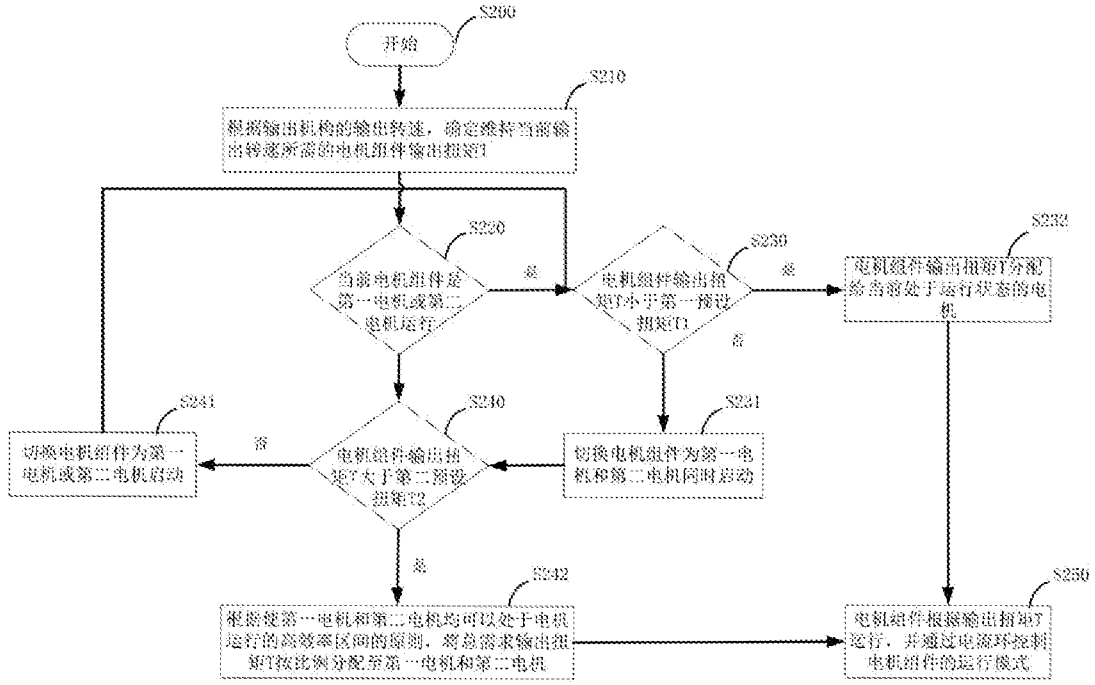 S200
开始
S210
根据输出机构的输出转速，确定维持当前输
出转速所需的电机组件输出扭矩T
S220
当前电机组件是
第一电机或第二
电机运行
是
S230
电机组件输出扭
矩T小于第一预设
扭矩T1
是
否
S232
电机组件输出扭矩T分配
给当前处于运行状态的电
机
S241
切换电机组件为第一
电机或第二电机启动
否
S240
电机组件输出扭
矩T大于第二预设
扭矩T2
是
S231
切换电机组件为第一电
机和第二电机同时启动
S242
根据使第一电机和第二电机均可以处于电机
运行的高效率区间的原则，将总需求输出扭
矩T按比例分配至第一电机和第二电机
S250
电机组件根据输出扭矩T
运行，并通过电流环控制
电机组件的运行模式